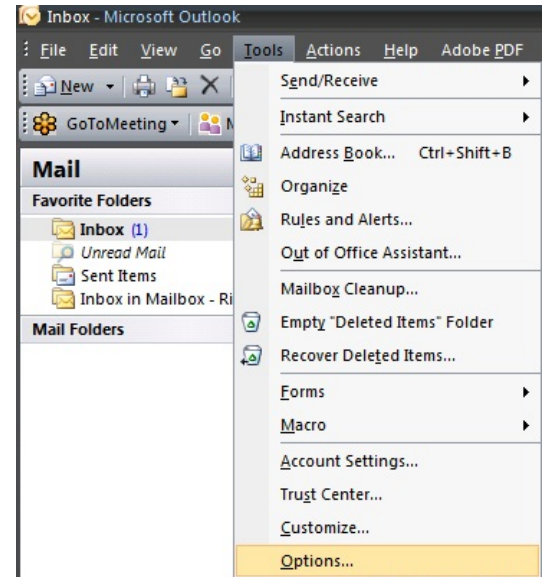 Inbox - Microsoft Outlook
File Edit View Go Tools Actions Help Adobe PDF
New
GoToMeeting
Mail
Favorite Folders
Inbox (1)
Unread Mail
Sent Items
Inbox in Mailbox - Ri
Mail Folders
Send/Receive
Instant Search
Address Book... Ctrl+Shift+B
Organize
Rules and Alerts...
Out of Office Assistant...
Mailbox Cleanup...
Empty "Deleted Items" Folder
Recover Deleted Items...
Forms
Macro
Account Settings...
Trust Center...
Customize...
Options...